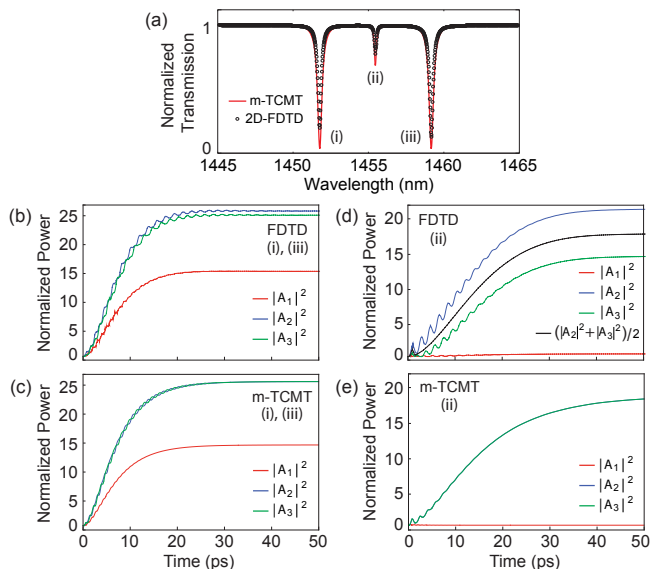 (a)
Normalized
Transmission
1
0
m-TCMT
2D-FDTD
(i)
(ii)
(iii)
1445
1450
1455
1460
1465
Wavelength (nm)
(b)
Normalized Power
25
20
15
10
5
0
FDTD
(i), (iii)
|A₁|²
|A₂|²
|A₃|²
(d)
Normalized Power
20
15
10
5
0
FDTD
(ii)
|A₁|²
|A₂|²
|A₃|²
(|A₂|²+|A₃|²)/2
(c)
Normalized Power
25
20
15
10
5
0
m-TCMT
(i), (iii)
|A₁|²
|A₂|²
|A₃|²
0 10 20 30 40 50
Time (ps)
(e)
Normalized Power
20
15
10
5
0
m-TCMT
(ii)
|A₁|²
|A₂|²
|A₃|²
0 10 20 30 40 50
Time (ps)